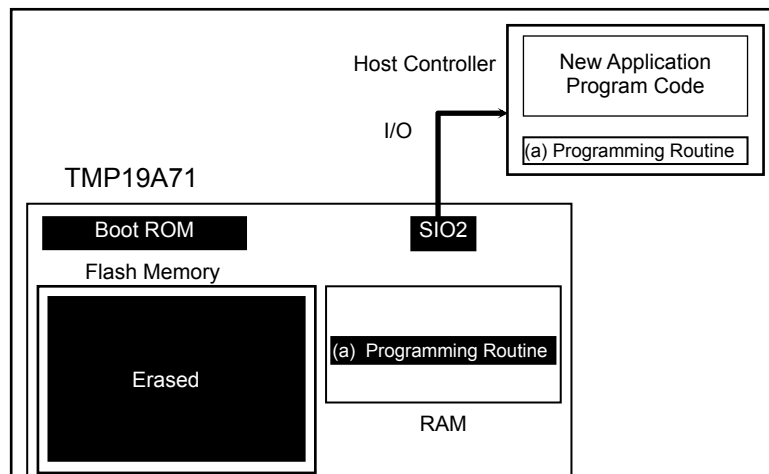 Host Controller
New Application
Program Code
I/O
(a) Programming Routine
TMP19A71
Boot ROM
SIO2
Flash Memory
(a) Programming Routine
Erased
RAM